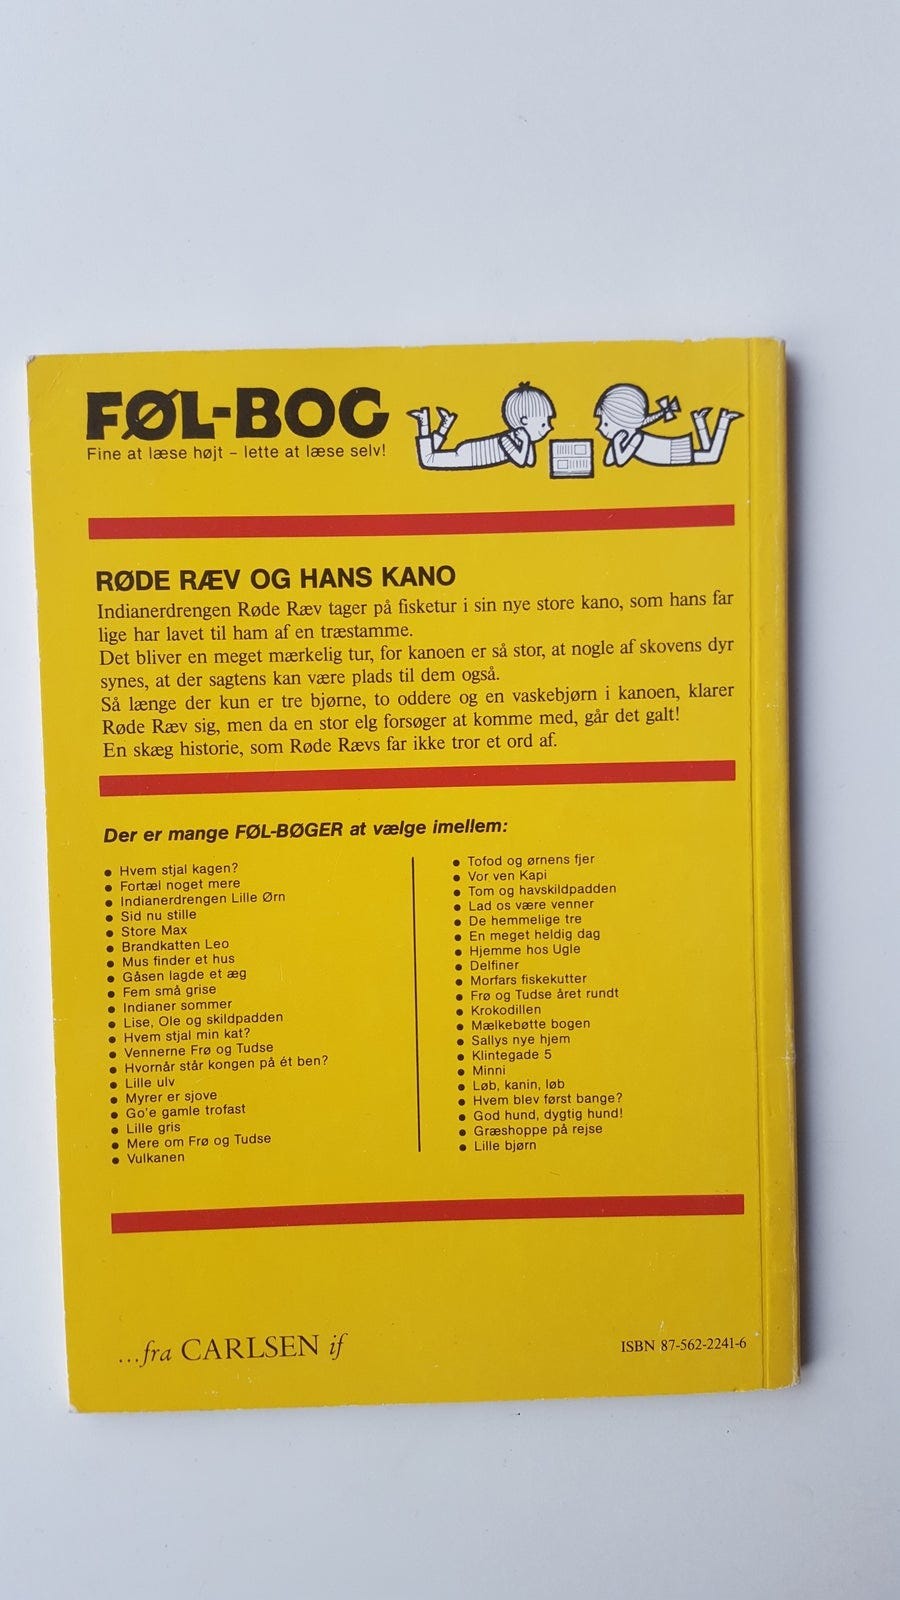 FØL-BOG
Fine at læse højt – lette at læse selv!
RØDE RÆV OG HANS KANO
Indianerdrengen Røde Ræv tager på fisketur i sin nye store kano, som hans far
lige har lavet til ham af en træstamme.
Det bliver en meget mærkelig tur, for kanoen er så stor, at nogle af skovens dyr
synes, at der sagtens kan være plads til dem også.
Så længe der kun er tre bjørne, to oddere og en vaskebjørn i kanoen, klarer
Røde Ræv sig, men da en stor elg forsøger at komme med, går det galt!
En skæg historie, som Røde Rævs far ikke tror et ord af.
Der er mange FØL-BØGER at vælge imellem:
• Hvem stjal kagen?
• Fortæl noget mere
• Indianerdrengen Lille Ørn
• Sid nu stille
• Store Max
• Brandkatten Leo
• Mus finder et hus
• Gåsen lagde et æg
• Fem små grise
• Indianer sommer
• Lise, Ole og skildpadden
• Hvem stjal min kat?
• Vennerne Frø og Tudse
• Hvornår står kongen på ét ben?
• Lille ulv
• Myrer er sjove
• Go'e gamle trofast
• Lille gris
• Mere om Frø og Tudse
• Vulkanen
• Tofod og ørnens fjer
• Vor ven Kapi
• Tom og havskildpadden
• Lad os være venner
• De hemmelige tre
• En meget heldig dag
• Hjemme hos Ugle
• Delfiner
• Morfars fiskekutter
• Frø og Tudse året rundt
• Krokodillen
• Mælkebøtte bogen
• Sallys nye hjem
• Klintegade 5
• Minni
• Løb, kanin, løb
• Hvem blev først bange?
• God hund, dygtig hund!
• Græshoppe på rejse
• Lille bjørn
...fra CARLSEN if
ISBN 87-562-2241-6